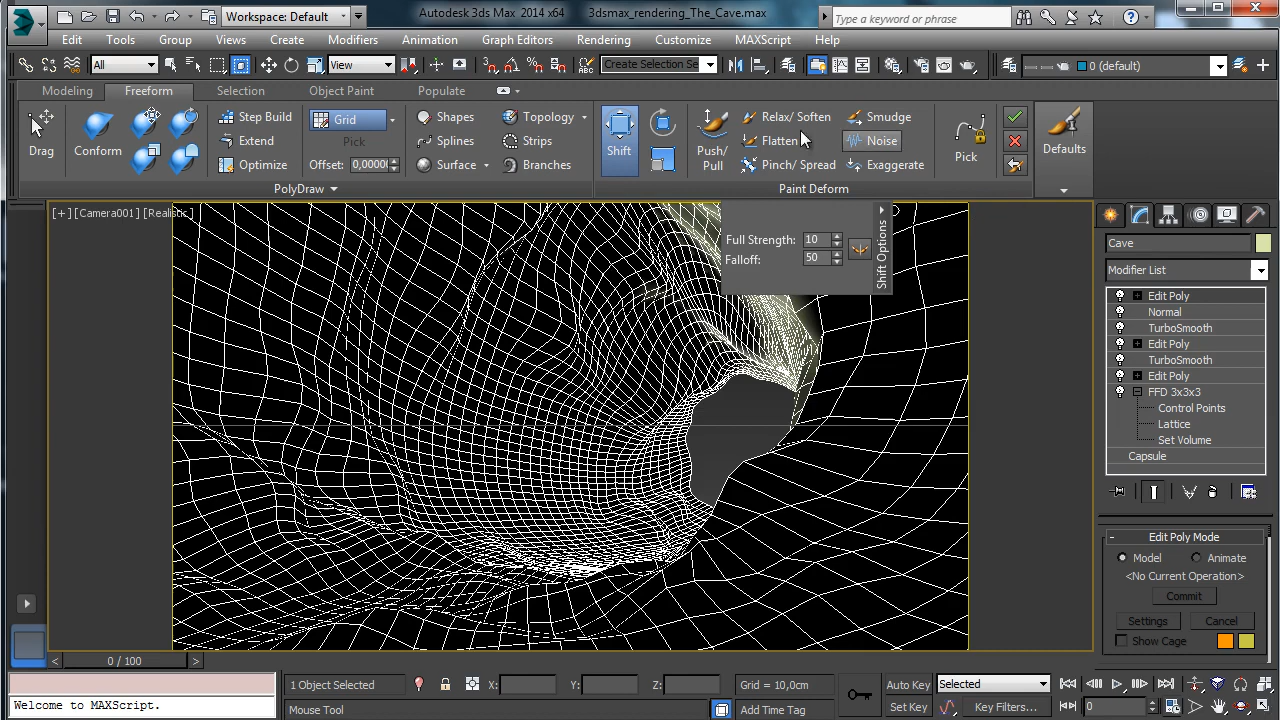 Workspace: Default
Autodesk 3ds Max 2014 x64 3dsmax_rendering_The_Cave.max
Type a keyword or phrase
Edit Tools Group Views Create Modifiers Animation Graph Editors Rendering Customize MAXScript Help
All View Create Selection Se 0 (default)
Modeling Freeform Selection Object Paint Populate
Drag
Conform
Step Build
Extend
Optimize
Grid
Pick
Offset: 0,0000
Shapes
Splines
Surface
Topology
Strips
Branches
PolyDraw
Shift
Push/
Pull
Relax/ Soften
Flatten
Pinch/ Spread
Smudge
Noise
Exaggerate
Paint Deform
Pick
Defaults
[+] [Camera001] [Realistic]
Full Strength: 10
Falloff: 50
Shift Options
Cave
Modifier List
Edit Poly
Normal
TurboSmooth
Edit Poly
TurboSmooth
Edit Poly
FFD 3x3x3
Control Points
Lattice
Set Volume
Capsule
Edit Poly Mode
Model Animate
<No Current Operation>
Commit
Settings Cancel
Show Cage
0 / 100
Welcome to MAXScript.
1 Object Selected
Mouse Tool
X: Y: Z: Grid = 10,0cm
Add Time Tag
Auto Key Selected
Set Key Key Filters...
0